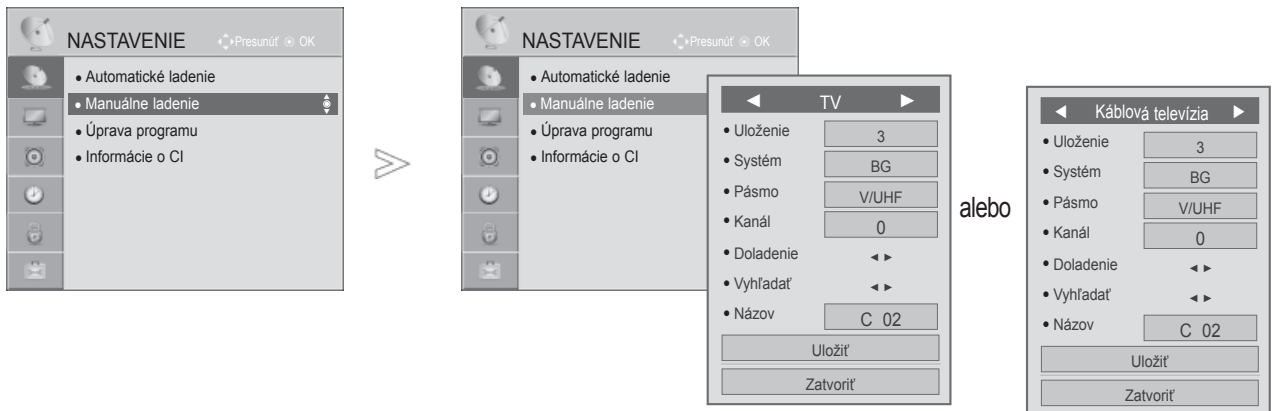 NASTAVENIE
Presunúť OK
• Automatické ladenie
• Manuálne ladenie
• Úprava programu
• Informácie o CI
NASTAVENIE
Presunúť OK
• Automatické ladenie
• Manuálne ladenie
• Úprava programu
• Informácie o CI
◄ TV ►
• Uloženie 3
• Systém BG
• Pásmo V/UHF
• Kanál 0
• Doladenie ◄ ►
• Vyhľadať ◄ ►
• Názov C 02
Uložiť
Zatvoriť
alebo
◄ Káblová televízia ►
• Uloženie 3
• Systém BG
• Pásmo V/UHF
• Kanál 0
• Doladenie ◄ ►
• Vyhľadať ◄ ►
• Názov C 02
Uložiť
Zatvoriť